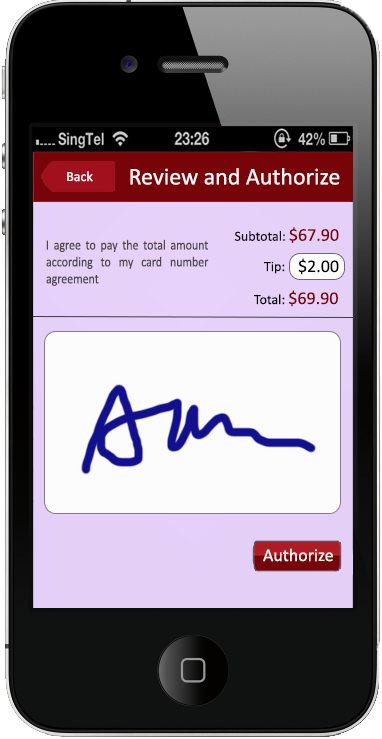 SingTel 23:26 42%
Back Review and Authorize
I agree to pay the total amount
according to my card number
agreement
Subtotal: $67.90
Tip: $2.00
Total: $69.90
Authorize